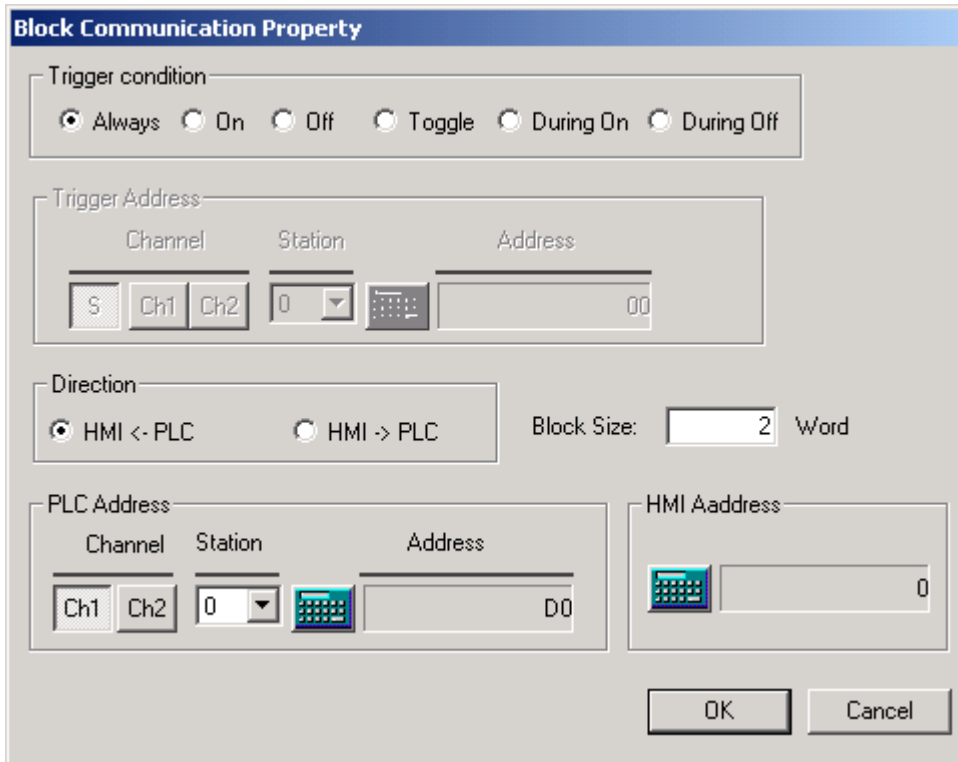 Block Communication Property
Trigger condition
Always On Off Toggle During On During Off
Trigger Address
Channel Station Address
S Ch1 Ch2 0 00
Direction
HMI <- PLC HMI -> PLC Block Size: 2 Word
PLC Address HMI Aaddress
Channel Station Address
Ch1 Ch2 0 D0 0
OK Cancel